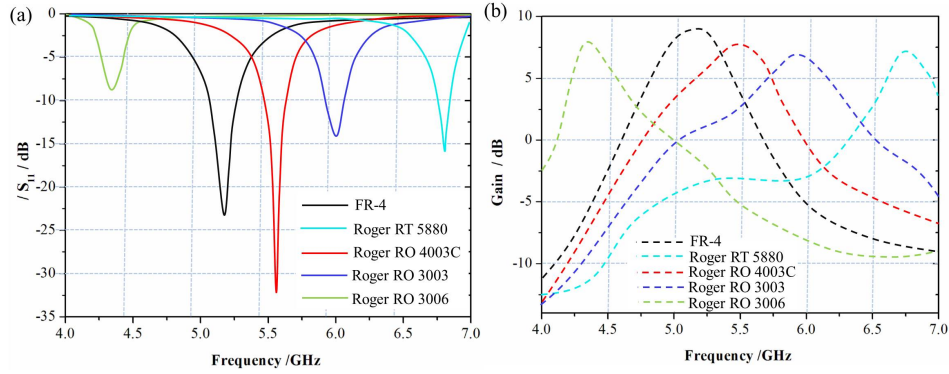 (a)
/ S11 / dB
0
-5
-10
-15
-20
-25
-30
-35
FR-4
Roger RT 5880
Roger RO 4003C
Roger RO 3003
Roger RO 3006
4.0 4.5 5.0 5.5 6.0 6.5 7.0
Frequency /GHz
(b)
Gain / dB
10
5
0
-5
-10
FR-4
Roger RT 5880
Roger RO 4003C
Roger RO 3003
Roger RO 3006
4.0 4.5 5.0 5.5 6.0 6.5 7.0
Frequency /GHz